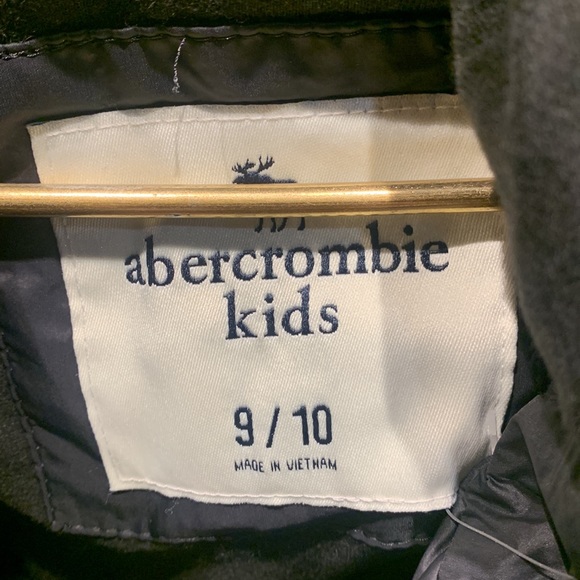 abercrombie
kids
9 / 10
MADE IN VIETNAM